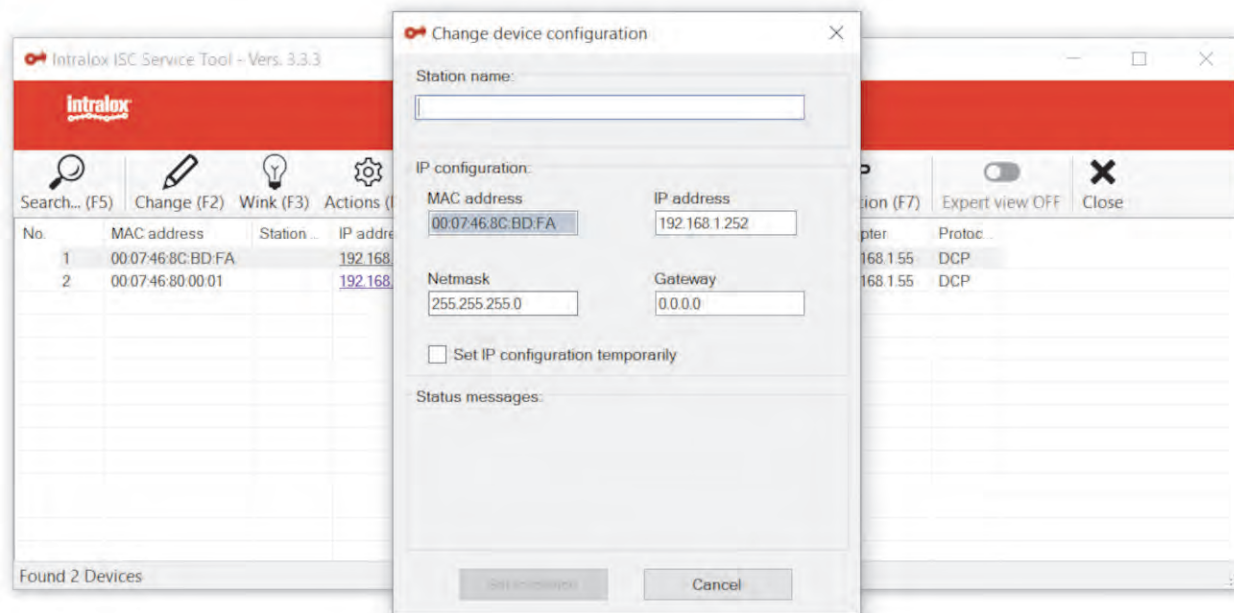 Change device configuration
Intralox ISC Service Tool - Vers. 3.3.3
intralox
Station name:
Search... (F5)
Change (F2)
Wink (F3)
Actions (
ion (F7)
Expert view OFF
Close
IP configuration:
MAC address
IP address
00:07:46:8C:BD:FA
192.168.1.252
Netmask
Gateway
255.255.255.0
0.0.0.0
Set IP configuration temporarily
Status messages:
Cancel
No.
MAC address
Station ...
IP addre
pter
Protoc...
1
00:07:46:8C:BD:FA
192.168.
168.1.55
DCP
2
00:07:46:80:00:01
192.168.
168.1.55
DCP
Found 2 Devices